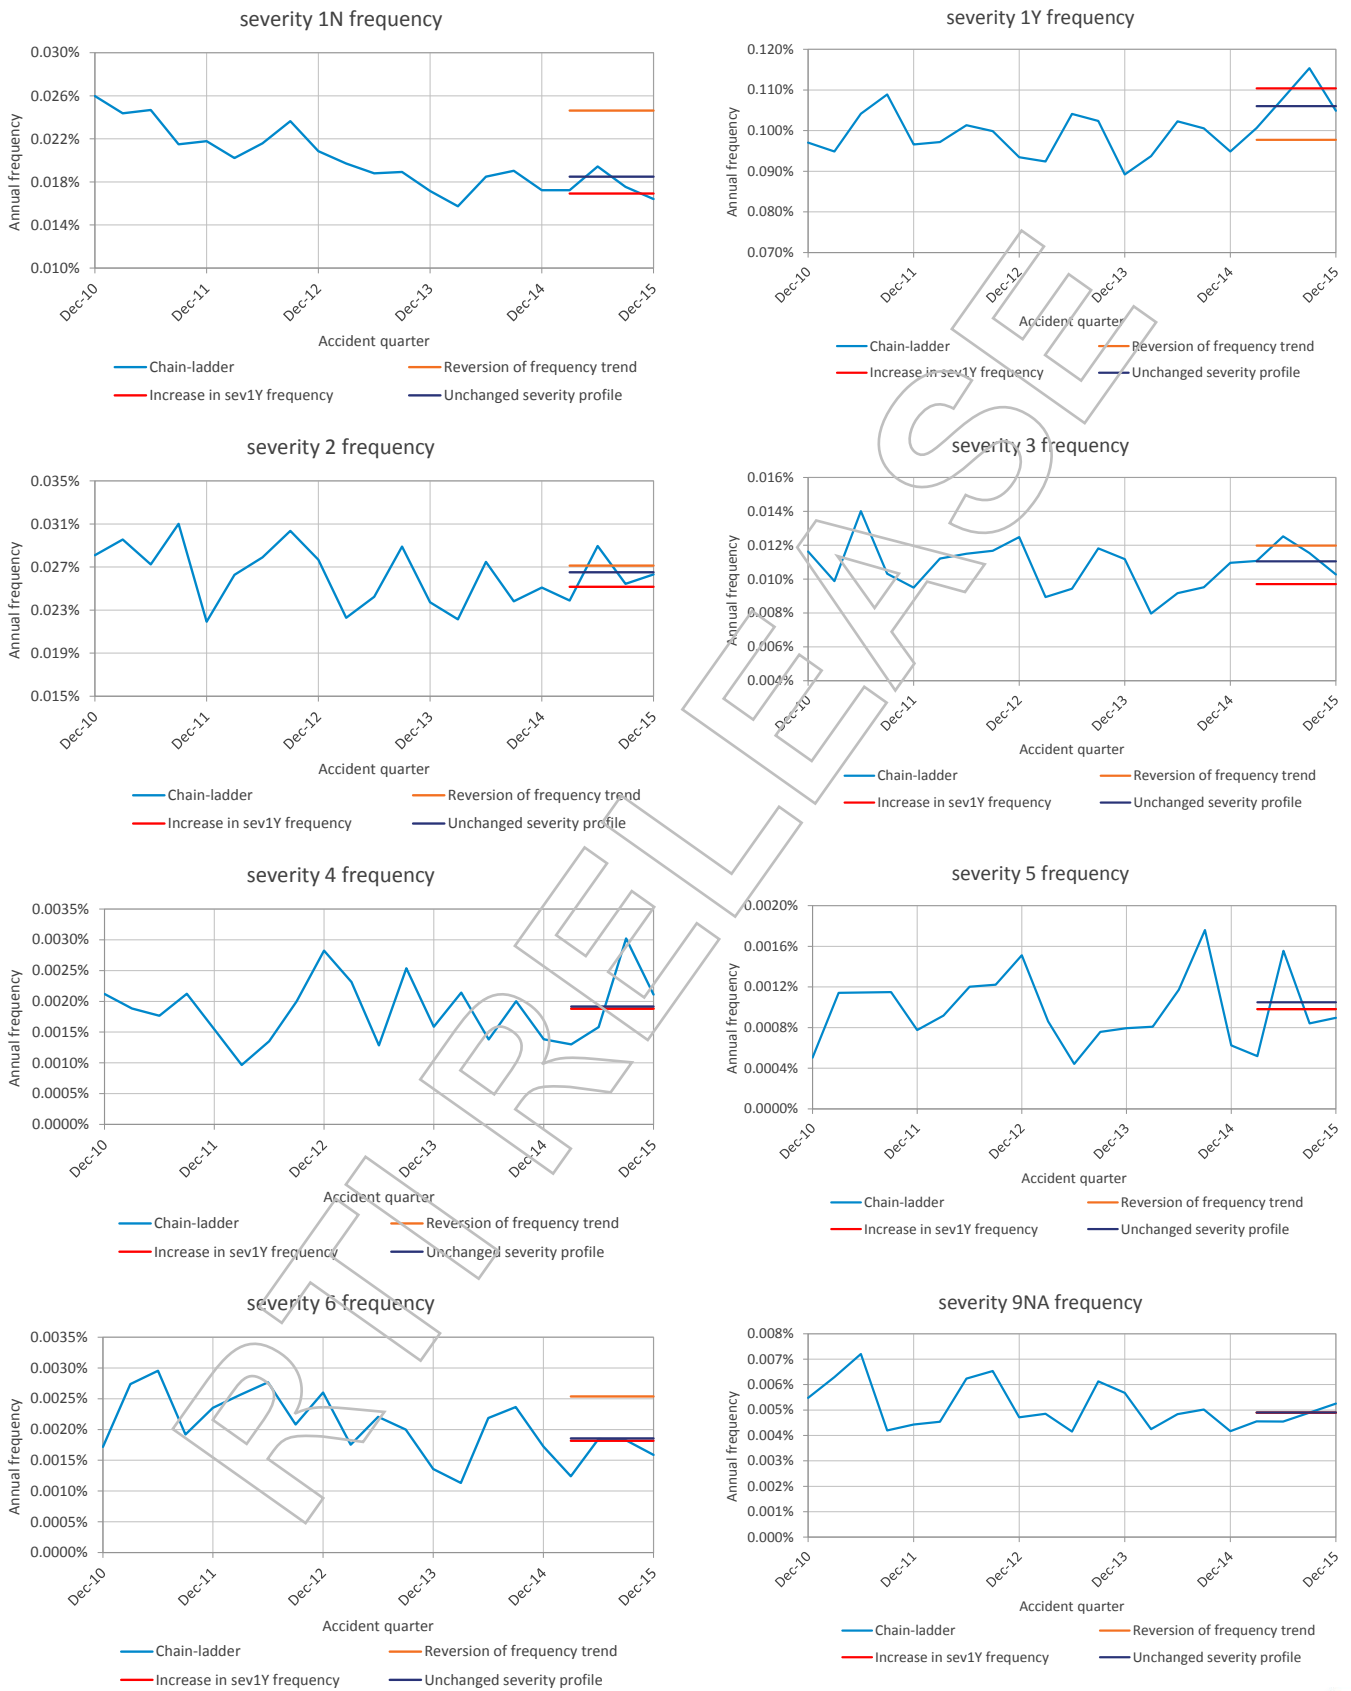 severity 1N frequency
0.030%
0.026%
0.022%
0.018%
0.014%
0.010%
Annual frequency
Dec-10
Dec-11
Dec-12
Dec-13
Dec-14
Dec-15
Accident quarter
Chain-ladder
Reversion of frequency trend
Increase in sev1Y frequency
Unchanged severity profile
severity 1Y frequency
0.120%
0.110%
0.100%
0.090%
0.080%
0.070%
Annual frequency
Dec-10
Dec-11
Dec-12
Dec-13
Dec-14
Dec-15
Accident quarter
Chain-ladder
Reversion of frequency trend
Increase in sev1Y frequency
Unchanged severity profile
severity 2 frequency
0.035%
0.031%
0.027%
0.023%
0.019%
0.015%
Annual frequency
Dec-10
Dec-11
Dec-12
Dec-13
Dec-14
Dec-15
Accident quarter
Chain-ladder
Reversion of frequency trend
Increase in sev1Y frequency
Unchanged severity profile
severity 3 frequency
0.016%
0.014%
0.012%
0.010%
0.008%
0.006%
0.004%
Annual frequency
Dec-10
Dec-11
Dec-12
Dec-13
Dec-14
Dec-15
Accident quarter
Chain-ladder
Reversion of frequency trend
Increase in sev1Y frequency
Unchanged severity profile
severity 4 frequency
0.0035%
0.0030%
0.0025%
0.0020%
0.0015%
0.0010%
0.0005%
0.0000%
Annual frequency
Dec-10
Dec-11
Dec-12
Dec-13
Dec-14
Dec-15
Accident quarter
Chain-ladder
Reversion of frequency trend
Increase in sev1Y frequency
Unchanged severity profile
severity 5 frequency
0.0020%
0.0016%
0.0012%
0.0008%
0.0004%
0.0000%
Annual frequency
Dec-10
Dec-11
Dec-12
Dec-13
Dec-14
Dec-15
Accident quarter
Chain-ladder
Reversion of frequency trend
Increase in sev1Y frequency
Unchanged severity profile
severity 6 frequency
0.0035%
0.0030%
0.0025%
0.0020%
0.0015%
0.0010%
0.0005%
0.0000%
Annual frequency
Dec-10
Dec-11
Dec-12
Dec-13
Dec-14
Dec-15
Accident quarter
Chain-ladder
Reversion of frequency trend
Increase in sev1Y frequency
Unchanged severity profile
severity 9NA frequency
0.008%
0.007%
0.006%
0.005%
0.004%
0.003%
0.002%
0.001%
0.000%
Annual frequency
Dec-10
Dec-11
Dec-12
Dec-13
Dec-14
Dec-15
Accident quarter
Chain-ladder
Reversion of frequency trend
Increase in sev1Y frequency
Unchanged severity profile
RTI RELEASE